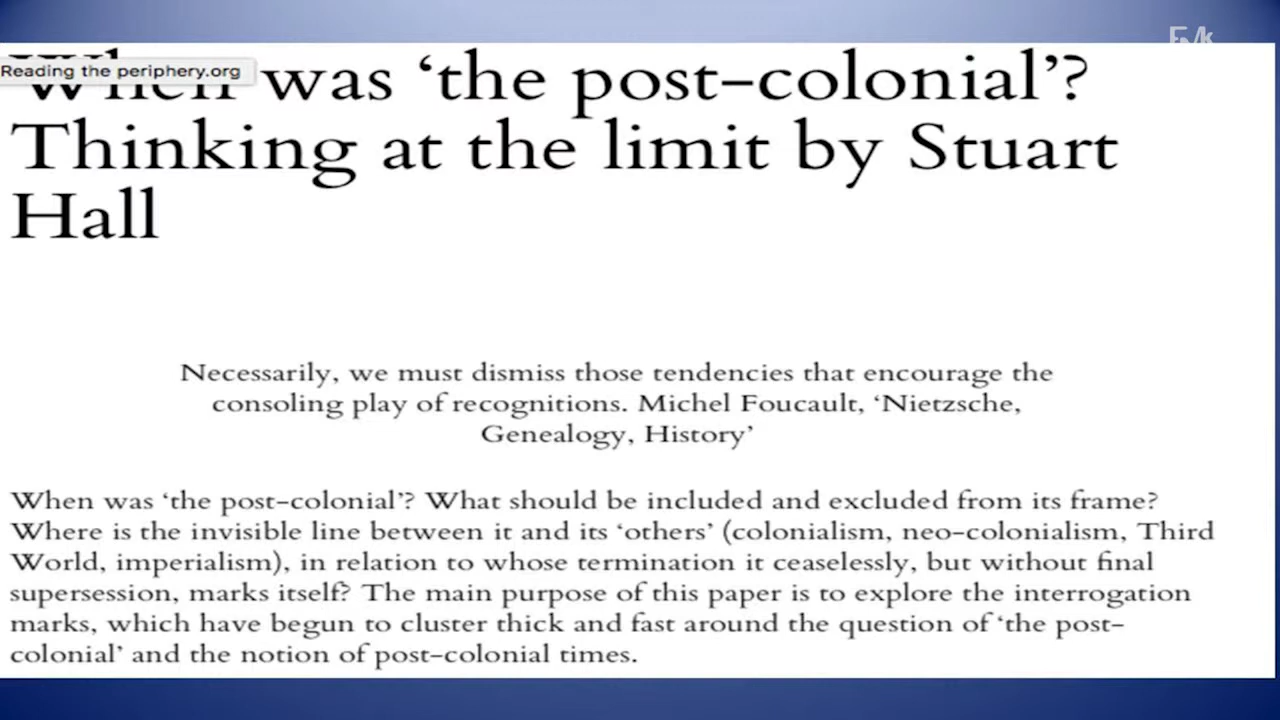 When was ‘the post-colonial’?
Reading the periphery.org
Thinking at the limit by Stuart
Hall
Necessarily, we must dismiss those tendencies that encourage the
consoling play of recognitions. Michel Foucault, ‘Nietzsche,
Genealogy, History’
When was ‘the post-colonial’? What should be included and excluded from its frame?
Where is the invisible line between it and its ‘others’ (colonialism, neo-colonialism, Third
World, imperialism), in relation to whose termination it ceaselessly, but without final
supersession, marks itself? The main purpose of this paper is to explore the interrogation
marks, which have begun to cluster thick and fast around the question of ‘the post-
colonial’ and the notion of post-colonial times.